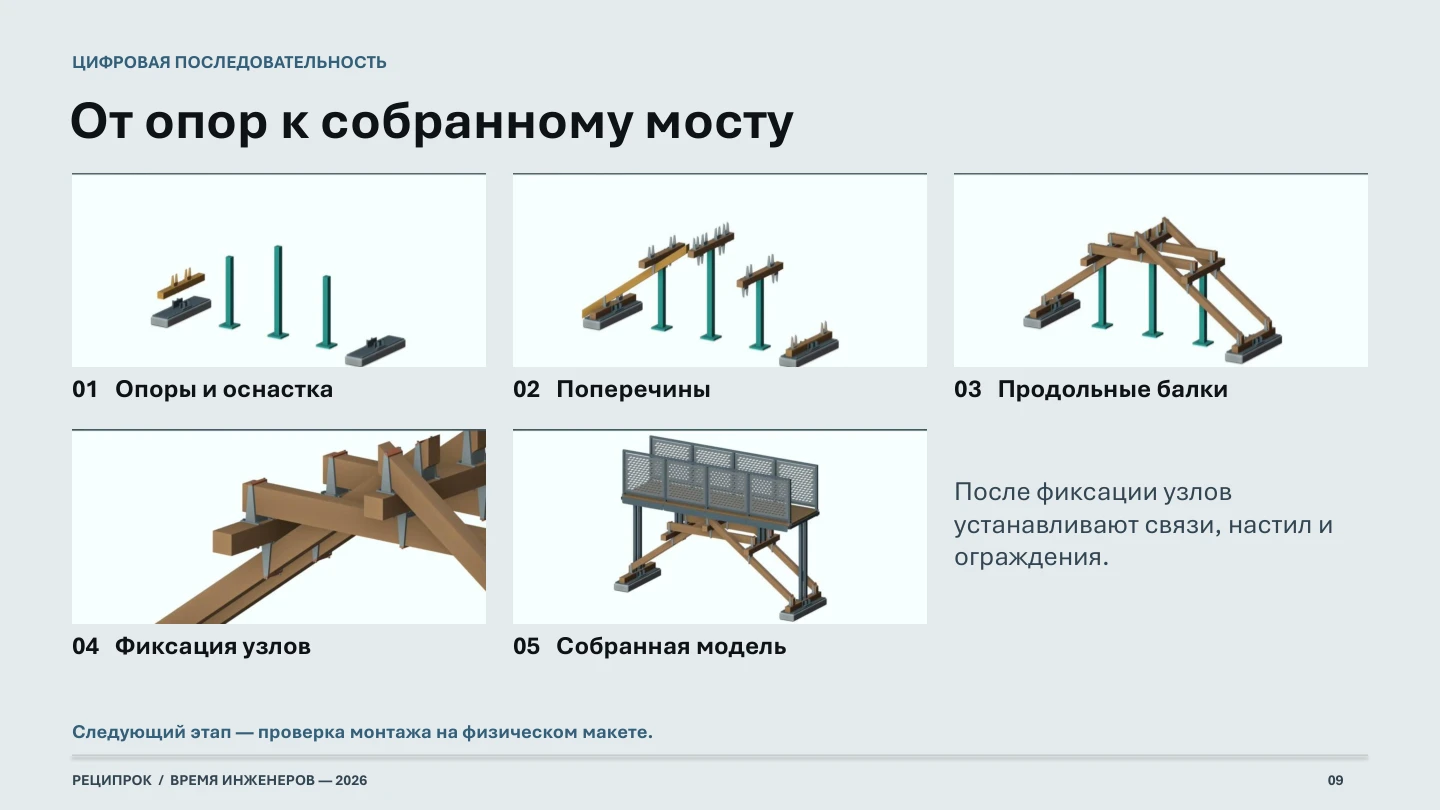 ЦИФРОВАЯ ПОСЛЕДОВАТЕЛЬНОСТЬ
От опор к собранному мосту
01 Опоры и оснастка
02 Поперечины
03 Продольные балки
04 Фиксация узлов
05 Собранная модель
После фиксации узлов
устанавливают связи, настил и
ограждения.
Следующий этап — проверка монтажа на физическом макете.
РЕЦИПРОК / ВРЕМЯ ИНЖЕНЕРОВ — 2026
09